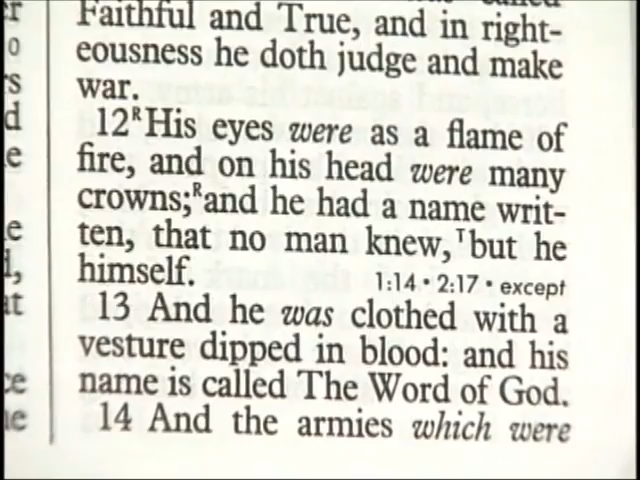 Faithful and True, and in right-
eousness he doth judge and make
war.
12 R His eyes were as a flame of
fire, and on his head were many
crowns; R and he had a name writ-
ten, that no man knew, T but he
himself. 1:14 · 2:17 · except
13 And he was clothed with a
vesture dipped in blood: and his
name is called The Word of God.
14 And the armies which were